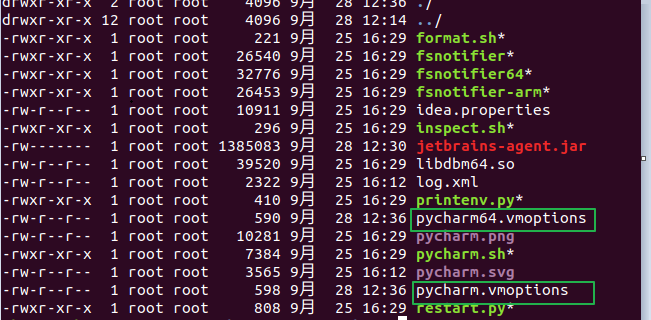 drwxr-xr-x 2 root root 4096 9月 28 12:36 ./
drwxr-xr-x 12 root root 4096 9月 28 12:14 ../
-rwxr-xr-x 1 root root 221 9月 25 16:29 format.sh*
-rwxr-xr-x 1 root root 26540 9月 25 16:29 fsnotifier*
-rwxr-xr-x 1 root root 32776 9月 25 16:29 fsnotifier64*
-rwxr-xr-x 1 root root 26453 9月 25 16:29 fsnotifier-arm*
-rw-r--r-- 1 root root 10911 9月 25 16:29 idea.properties
-rwxr-xr-x 1 root root 296 9月 25 16:29 inspect.sh*
-rw------- 1 root root 1385083 9月 28 12:30 jetbrains-agent.jar
-rw-r--r-- 1 root root 39520 9月 25 16:29 libdbm64.so
-rw-r--r-- 1 root root 2322 9月 25 16:12 log.xml
-rwxr-xr-x 1 root root 410 9月 25 16:29 printenv.py*
-rw-r--r-- 1 root root 590 9月 28 12:36 pycharm64.vmoptions
-rw-r--r-- 1 root root 10281 9月 25 16:29 pycharm.png
-rwxr-xr-x 1 root root 7384 9月 25 16:29 pycharm.sh*
-rw-r--r-- 1 root root 3565 9月 25 16:12 pycharm.svg
-rw-r--r-- 1 root root 598 9月 28 12:36 pycharm.vmoptions
-rwxr-xr-x 1 root root 808 9月 25 16:29 restart.py*